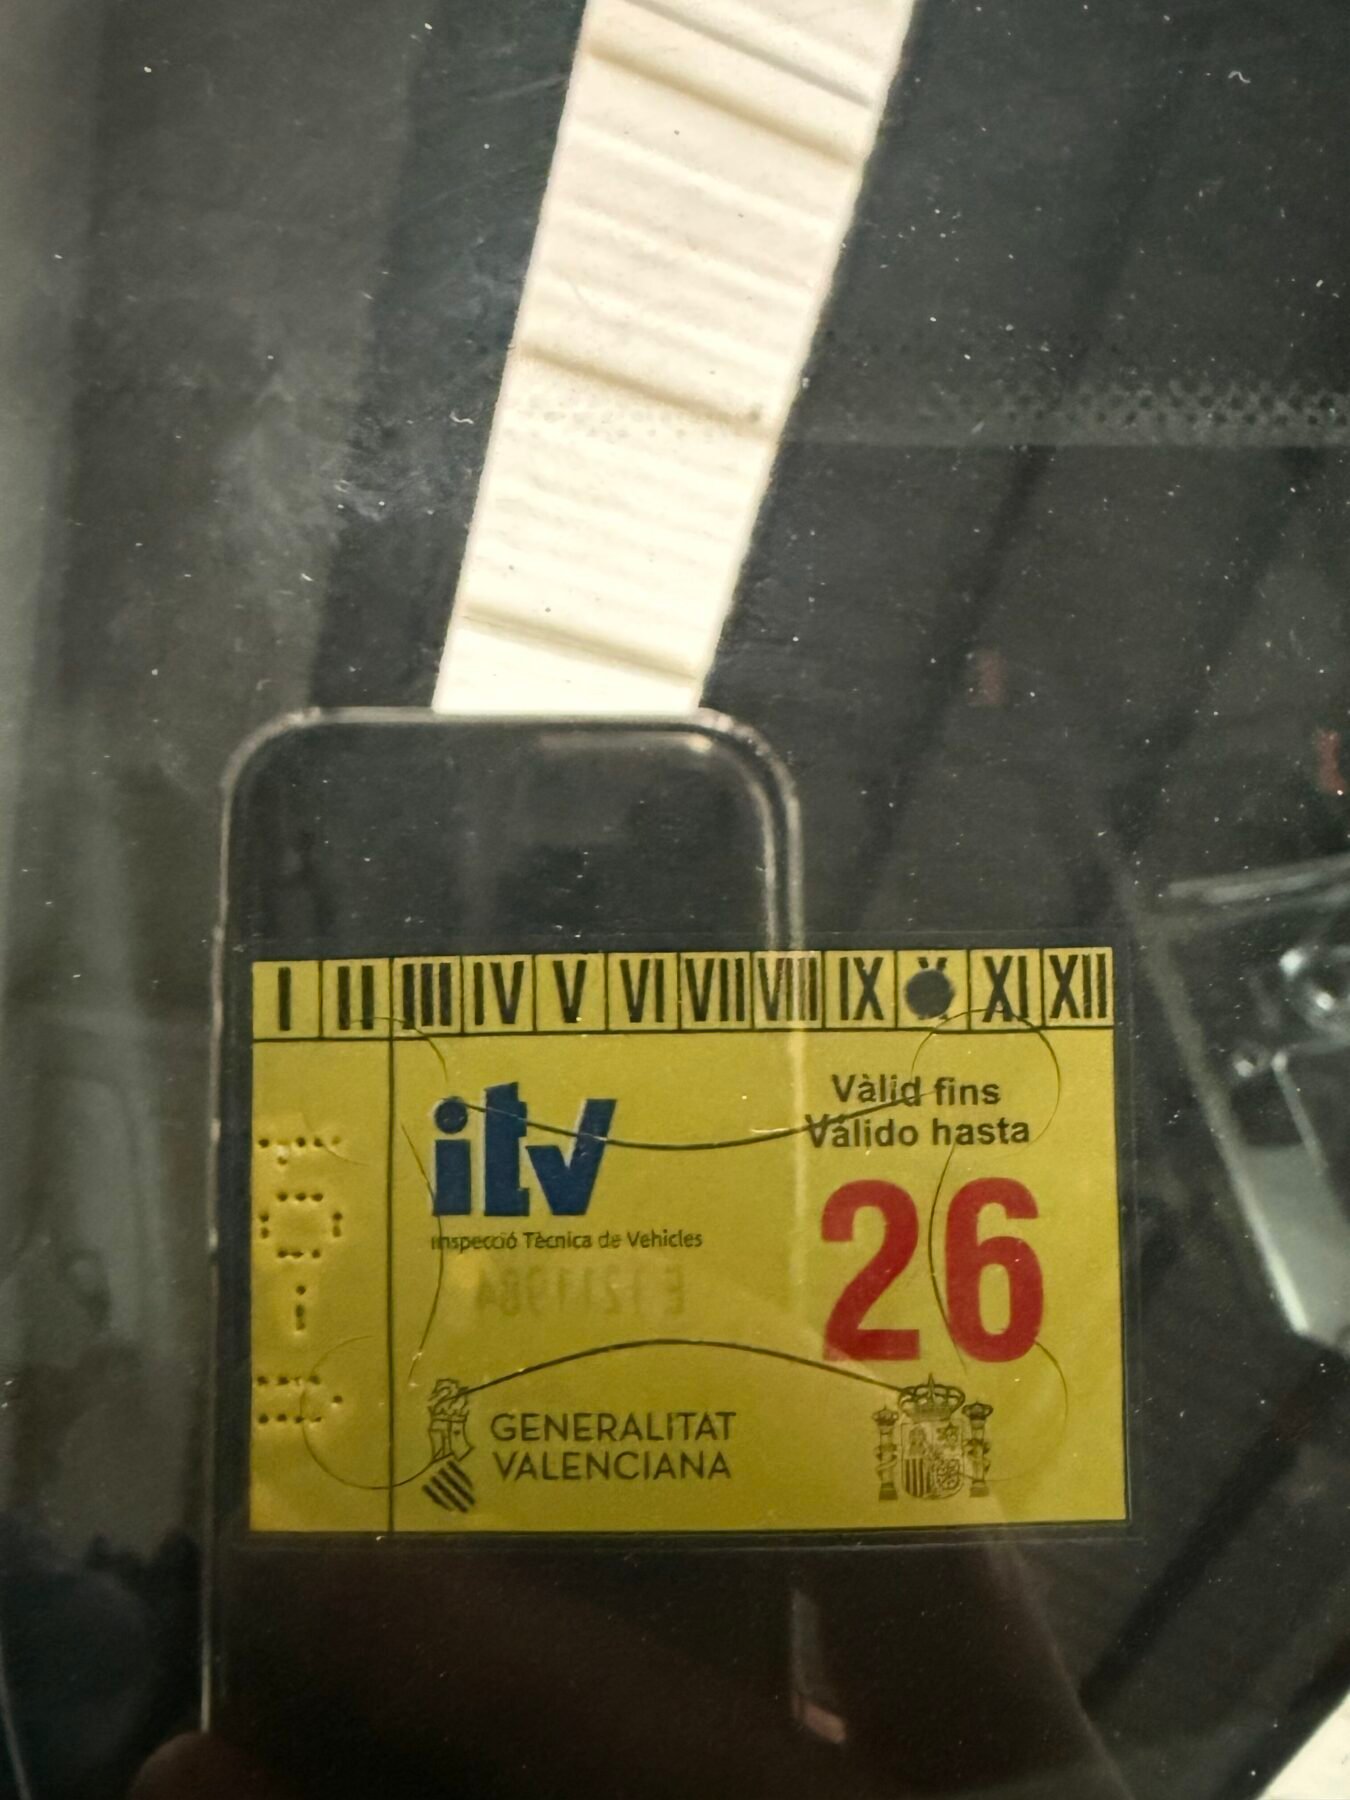 I II III IV V VI VII VIII IX X XI XII
itv
Inspecció Tècnica de Vehicles
Vàlid fins
Válido hasta
26
GENERALITAT
VALENCIANA